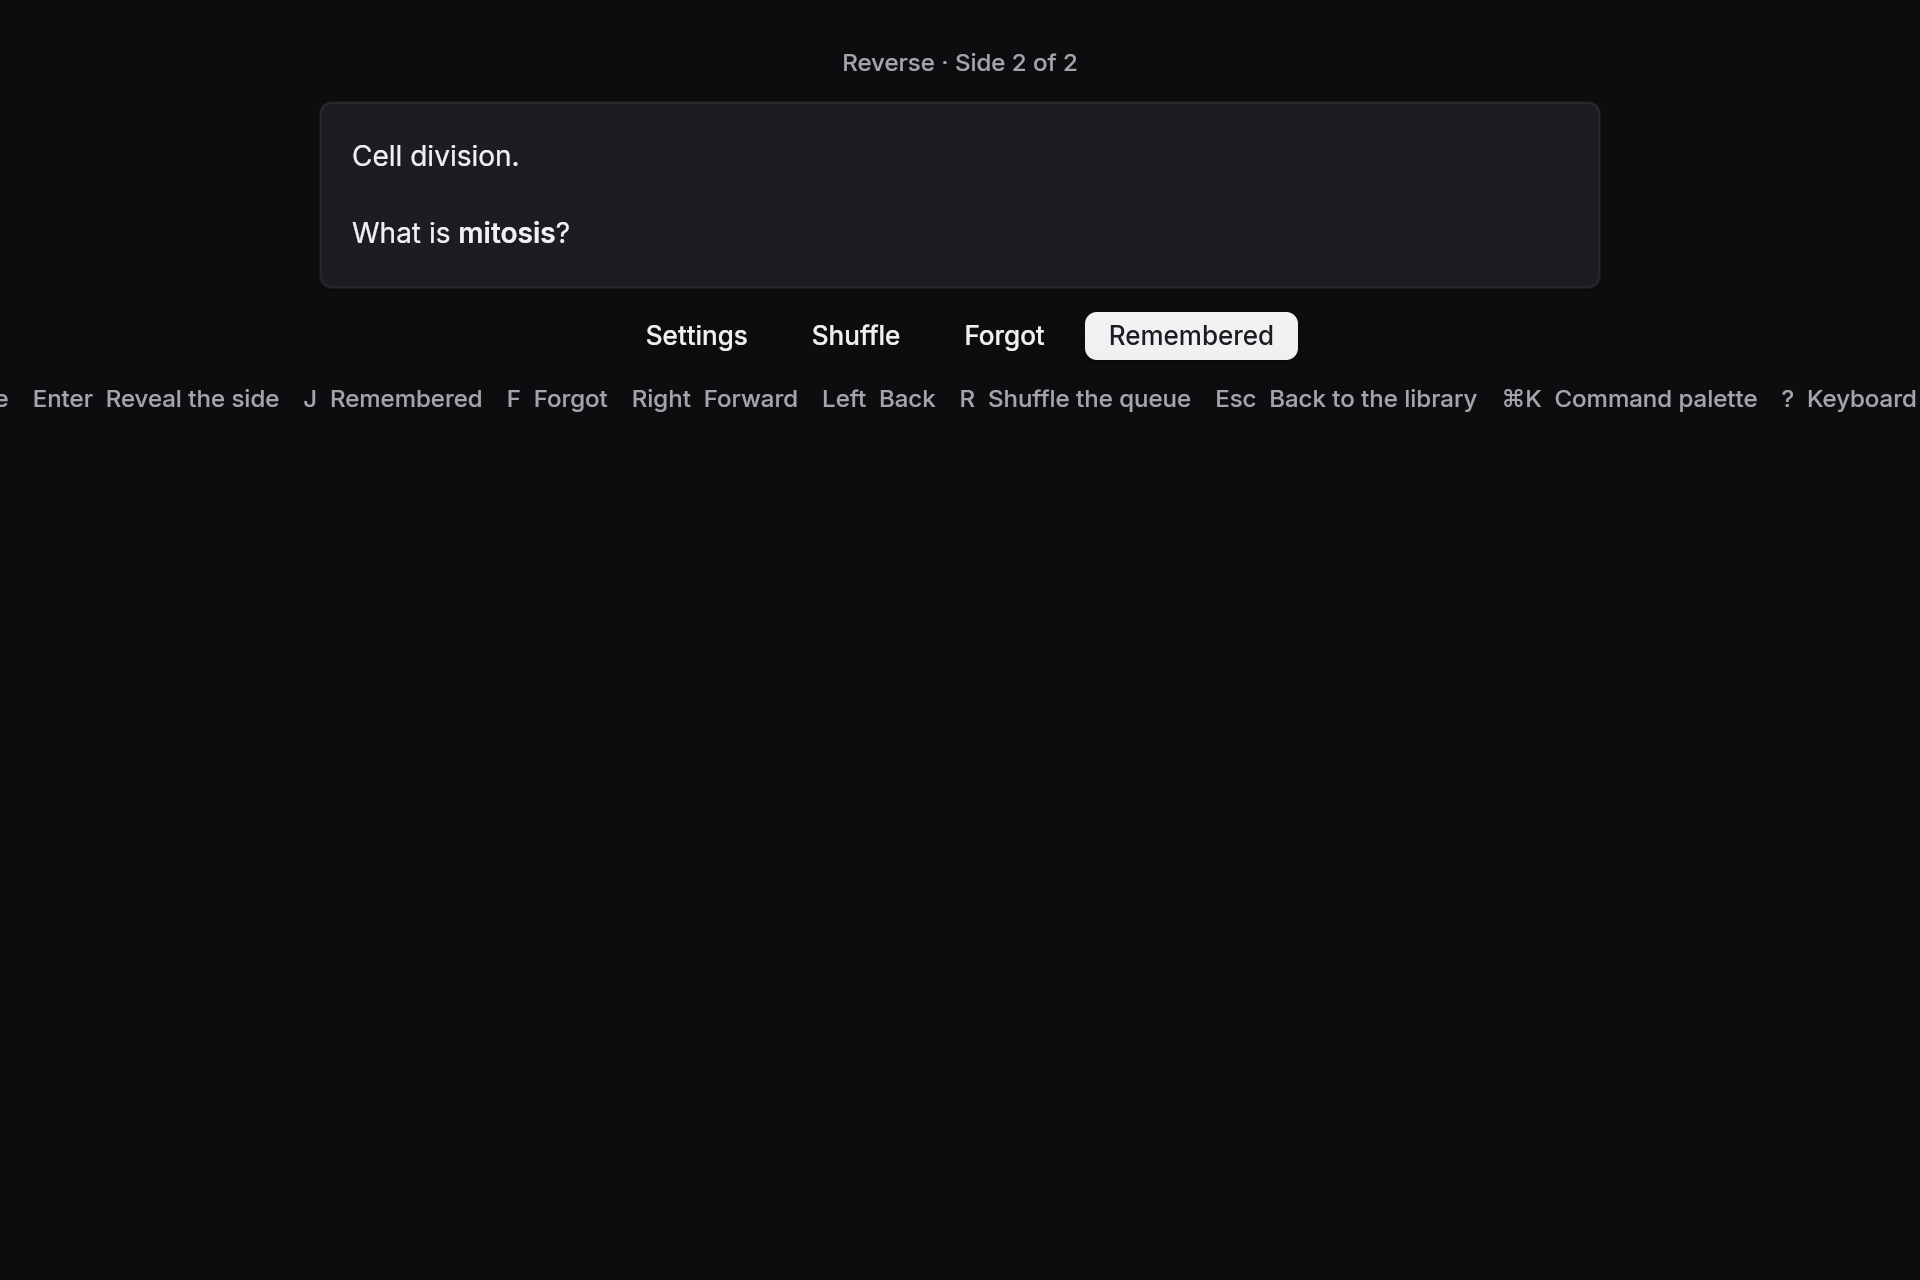 Reverse · Side 2 of 2
Cell division.
What is mitosis?
Settings Shuffle Forgot Remembered
e Enter Reveal the side J Remembered F Forgot Right Forward Left Back R Shuffle the queue Esc Back to the library ⌘K Command palette ? Keyboard